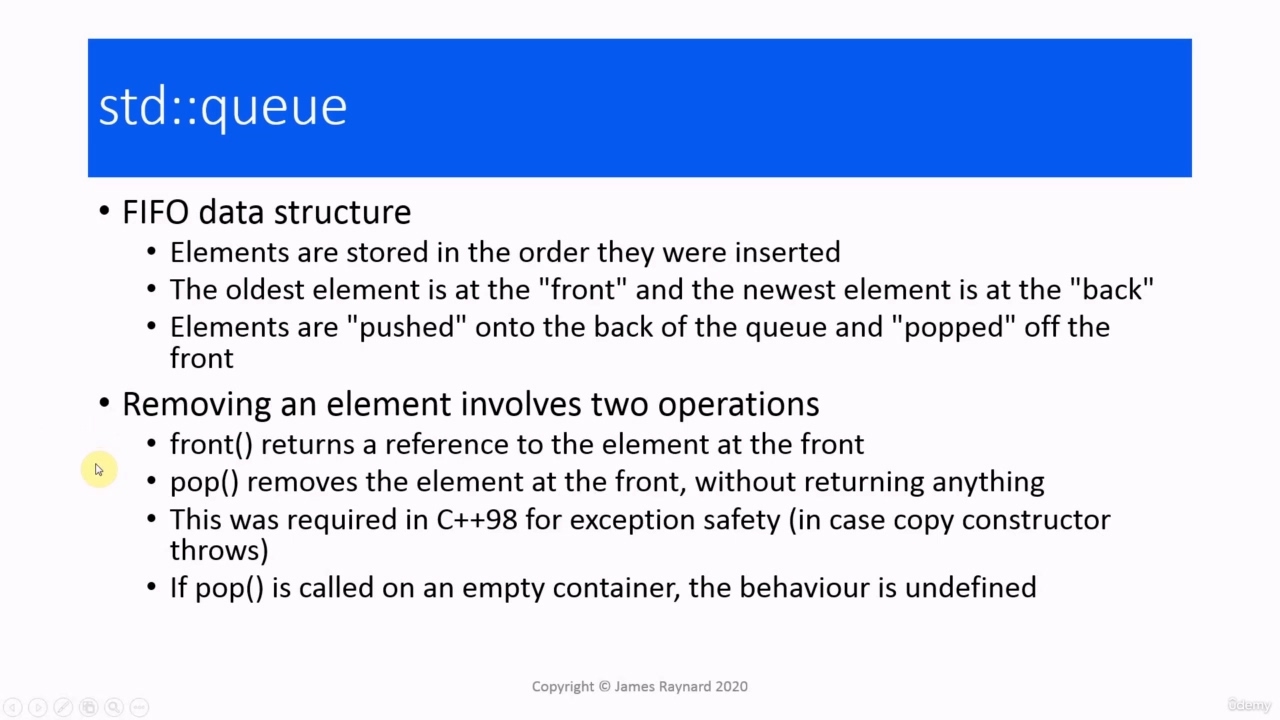 std::queue
• FIFO data structure
• Elements are stored in the order they were inserted
• The oldest element is at the "front" and the newest element is at the "back"
• Elements are "pushed" onto the back of the queue and "popped" off the
front
• Removing an element involves two operations
• front() returns a reference to the element at the front
• pop() removes the element at the front, without returning anything
• This was required in C++98 for exception safety (in case copy constructor
throws)
• If pop() is called on an empty container, the behaviour is undefined
Copyright © James Raynard 2020
ûdemy